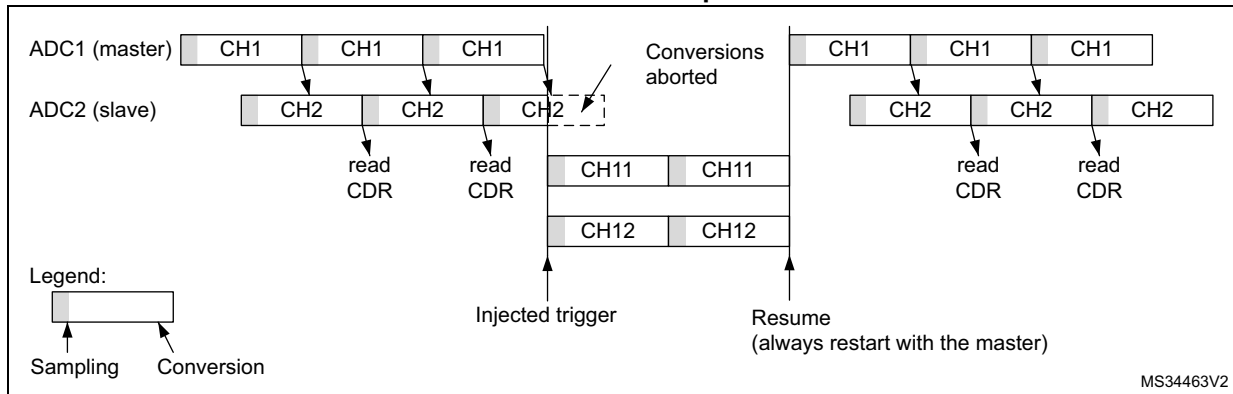 ADC1 (master) CH1 CH1 CH1 Conversions aborted CH1 CH1 CH1
ADC2 (slave) CH2 CH2 CH2 CH2 CH2 CH2
read CDR read CDR read CDR read CDR
CH11 CH11
CH12 CH12
Legend:
Injected trigger
Resume
(always restart with the master)
Sampling Conversion
MS34463V2